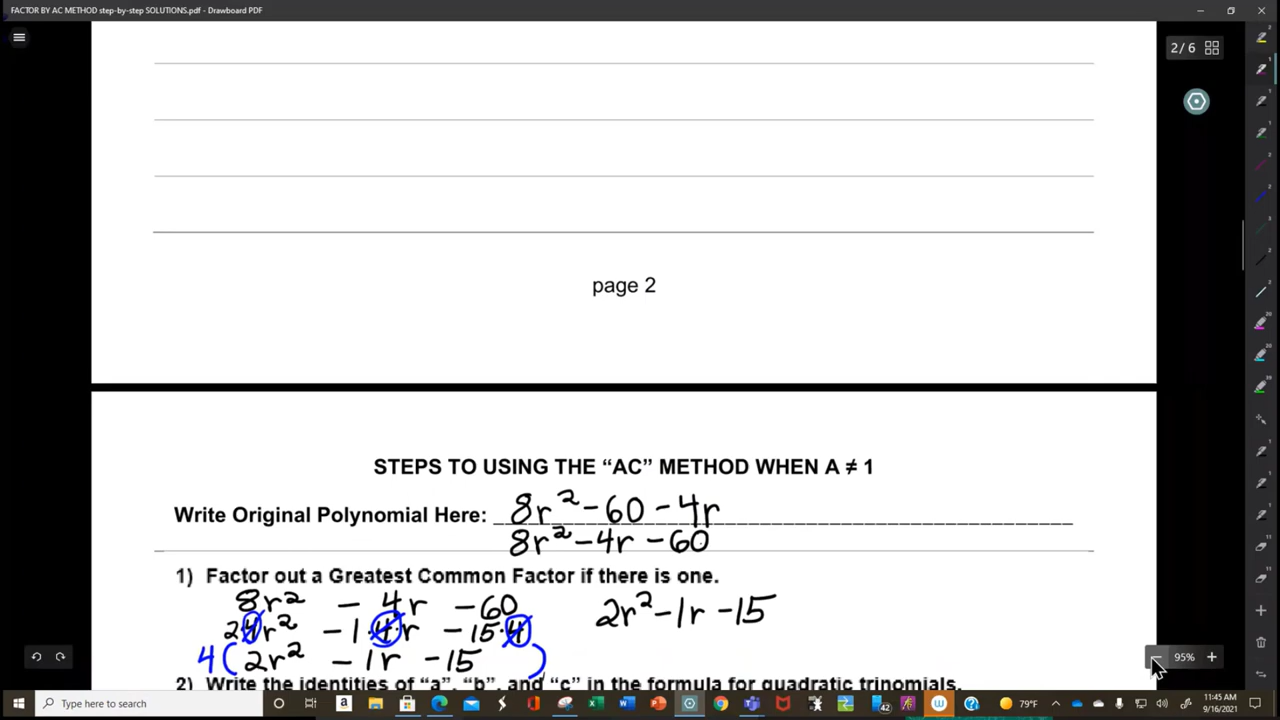 FACTOR BY AC METHOD step-by-step SOLUTIONS.pdf - Drawboard PDF
2/6
page 2
STEPS TO USING THE “AC” METHOD WHEN A ≠ 1
Write Original Polynomial Here: 8r² - 60 - 4r
8r² - 4r - 60
1) Factor out a Greatest Common Factor if there is one.
8r² - 4r - 60
2r² - 1r - 15
2·4r² - 1·4·r - 15·4
4(2r² - 1r - 15)
2) Write the identities of “a”, “b”, and “c” in the formula for quadratic trinomials.
95%
Type here to search
42
79°F
11:45 AM
9/16/2021